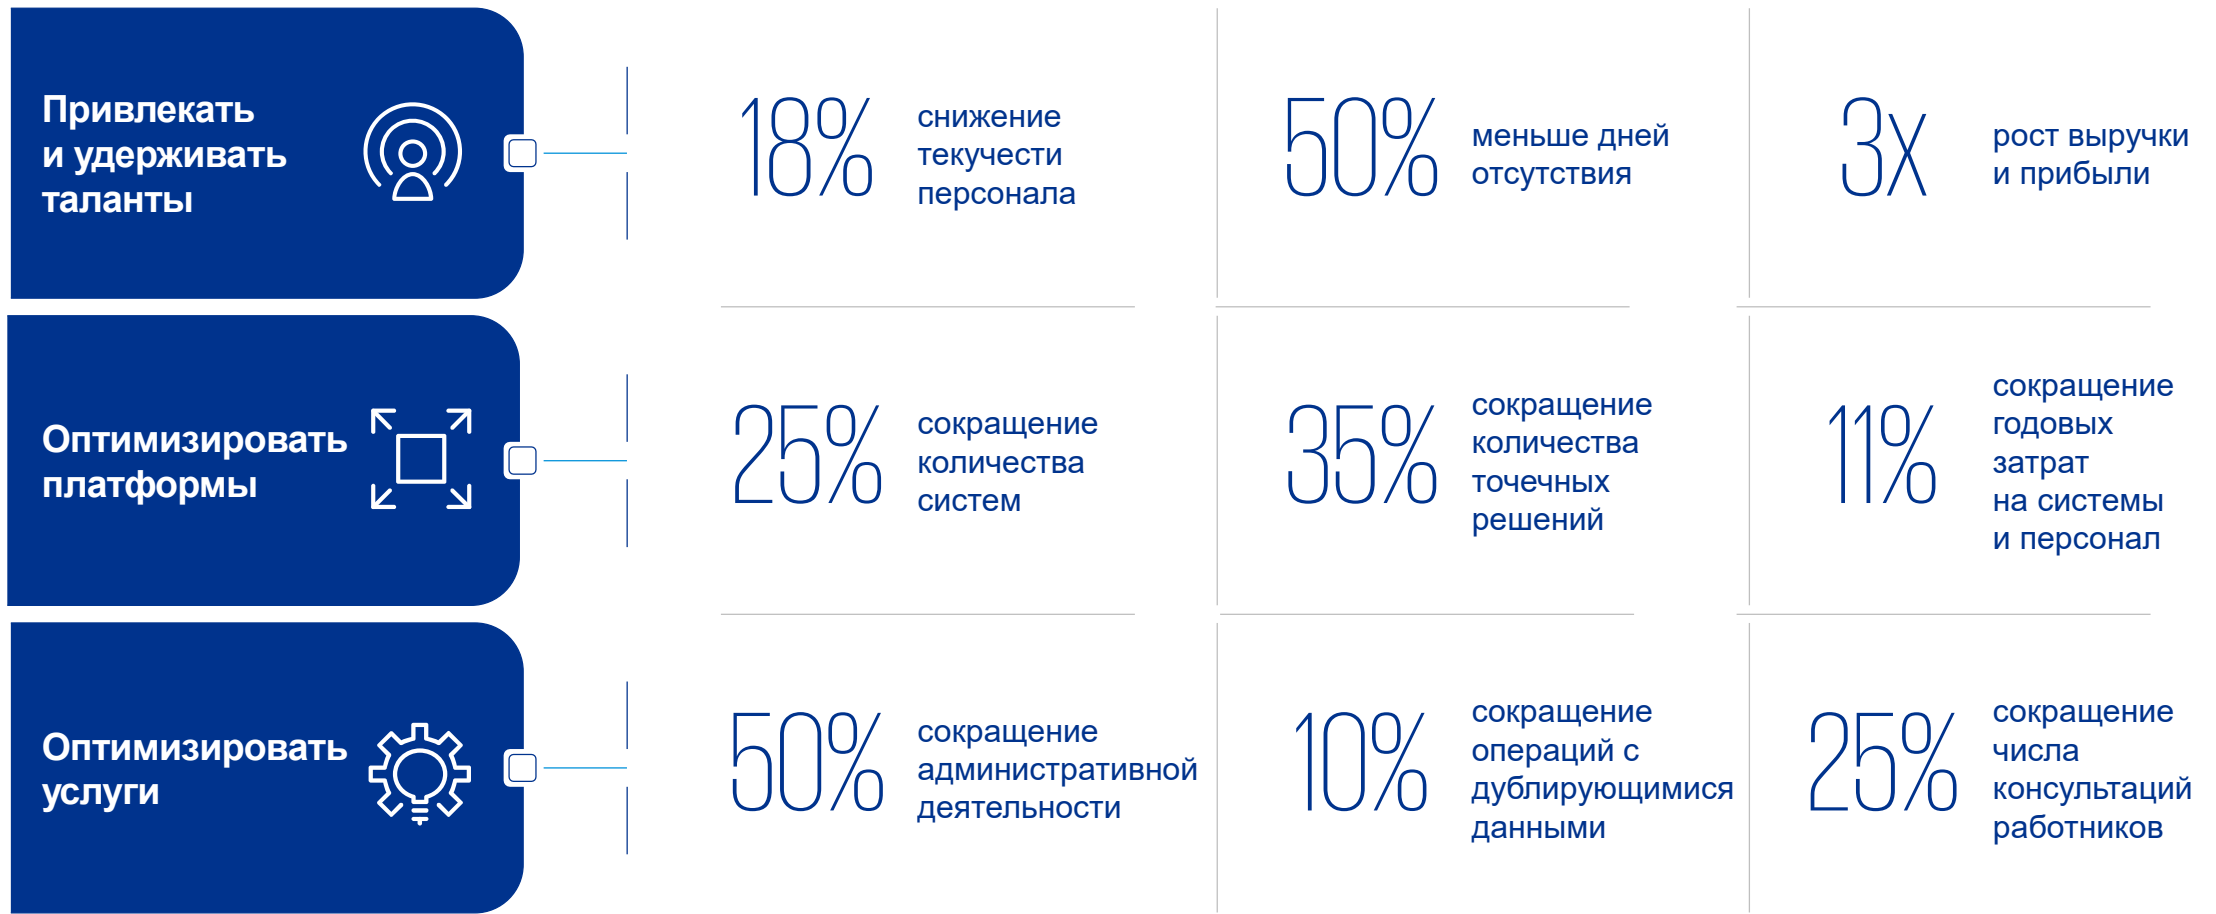 Привлекать
и удерживать
таланты
18%
снижение
текучести
персонала
50%
меньше дней
отсутствия
3x
рост выручки
и прибыли
Оптимизировать
платформы
25%
сокращение
количества
систем
35%
сокращение
количества
точечных
решений
11%
сокращение
годовых
затрат
на системы
и персонал
Оптимизировать
услуги
50%
сокращение
административной
деятельности
10%
сокращение
операций с
дублирующимися
данными
25%
сокращение
числа
консультаций
работников